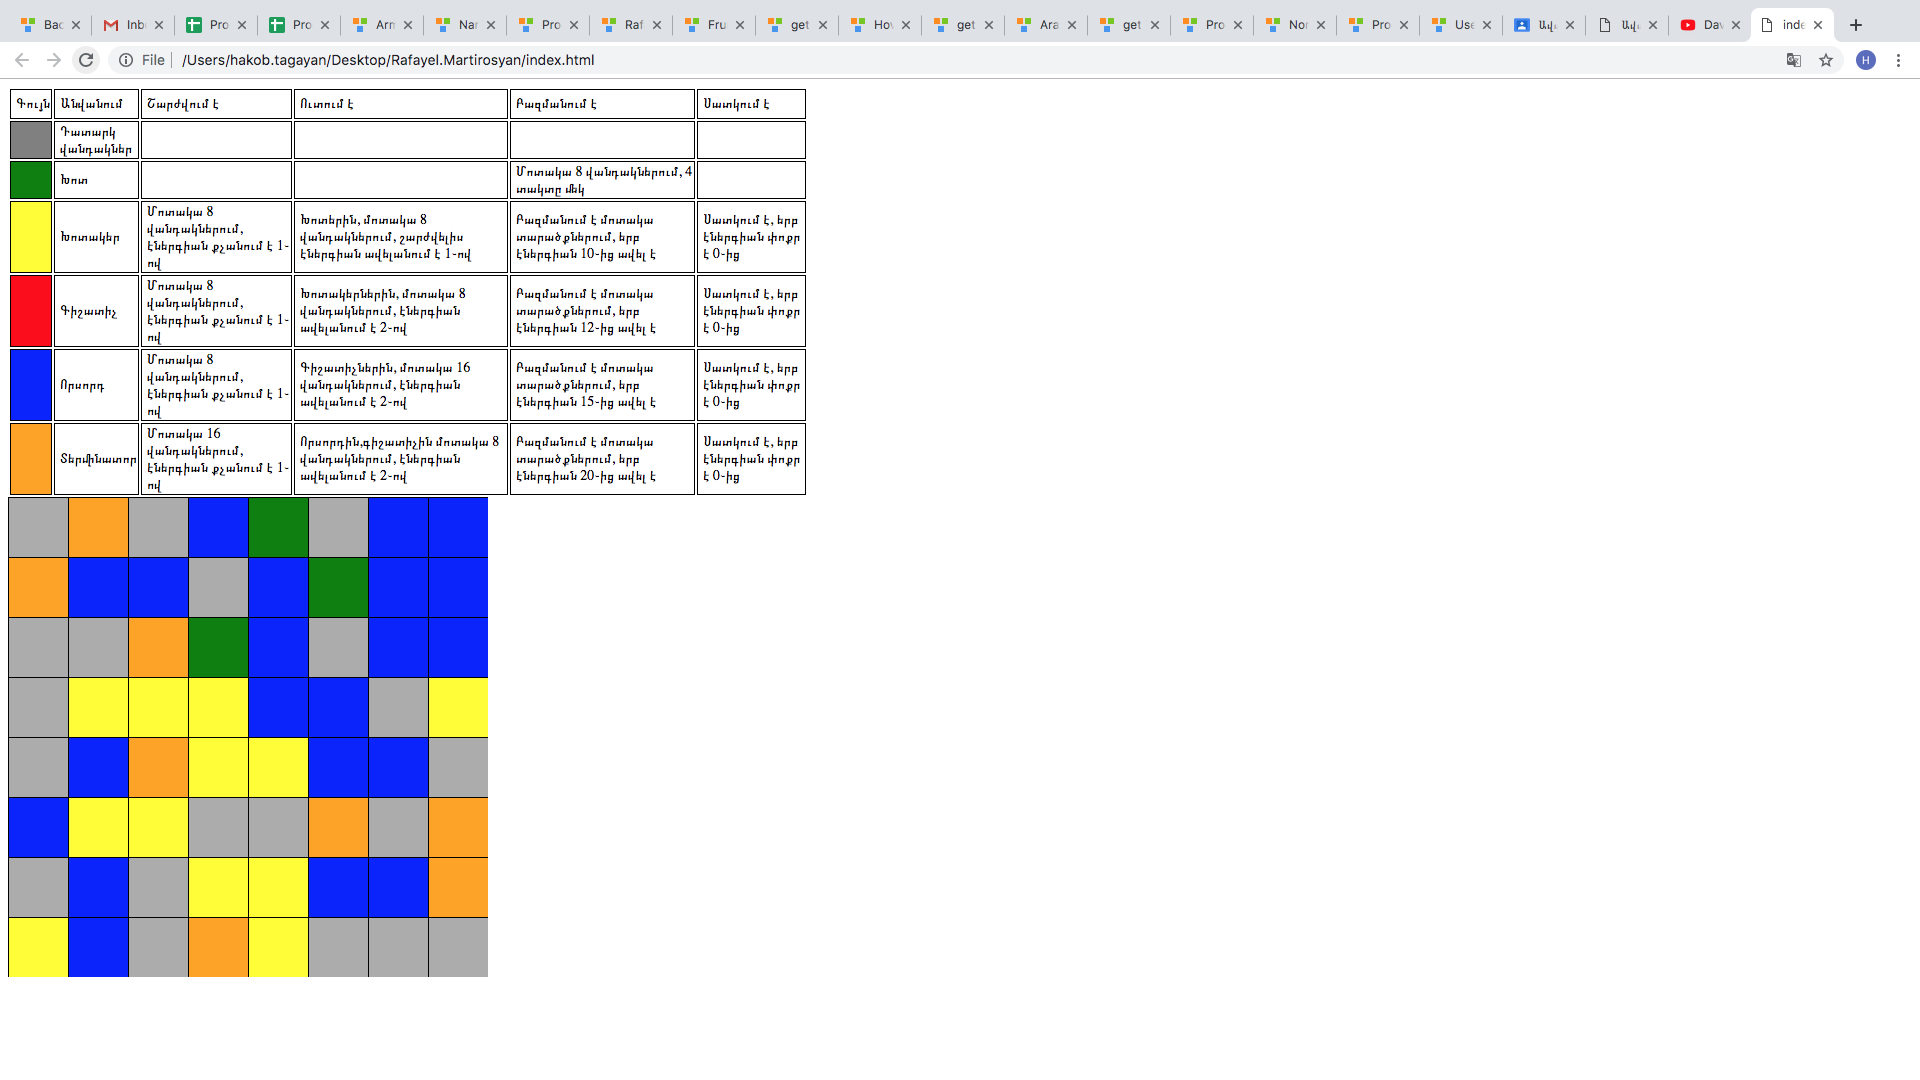 Bac
Inbo
Pro
Pro
Arm
Nar
Pro
Raf
Fru
get
How
get
Ara
get
Pro
Nor
Pro
Use
Ավա
Ավա
Dav
inde
File | /Users/hakob.tagayan/Desktop/Rafayel.Martirosyan/index.html
H
Գույն Անվանում Շարժվում է Ուտում է Բազմանում է Սատկում է
Դատարկ
վանդակներ
Խոտ
Մոտակա 8 վանդակներում, 4
տակտը մեկ
Խոտակեր
Մոտակա 8
վանդակներում,
էներգիան քչանում է 1-
ով
Խոտերին, մոտակա 8
վանդակներում, շարժվելիս
էներգիան ավելանում է 1-ով
Բազմանում է մոտակա
տարածքներում, երբ
էներգիան 10-ից ավել է
Սատկում է, երբ
էներգիան փոքր
է 0-ից
Գիշատիչ
Մոտակա 8
վանդակներում,
էներգիան քչանում է 1-
ով
Խոտակերներին, մոտակա 8
վանդակներում, էներգիան
ավելանում է 2-ով
Բազմանում է մոտակա
տարածքներում, երբ
էներգիան 12-ից ավել է
Սատկում է, երբ
էներգիան փոքր
է 0-ից
Որսորդ
Մոտակա 8
վանդակներում,
էներգիան քչանում է 1-
ով
Գիշատիչներին, մոտակա 16
վանդակներում, էներգիան
ավելանում է 2-ով
Բազմանում է մոտակա
տարածքներում, երբ
էներգիան 15-ից ավել է
Սատկում է, երբ
էներգիան փոքր
է 0-ից
Տերմինատոր
Մոտակա 16
վանդակներում,
էներգիան քչանում է 1-
ով
Որսորդին,գիշատիչին մոտակա 8
վանդակներում, էներգիան
ավելանում է 2-ով
Բազմանում է մոտակա
տարածքներում, երբ
էներգիան 20-ից ավել է
Սատկում է, երբ
էներգիան փոքր
է 0-ից